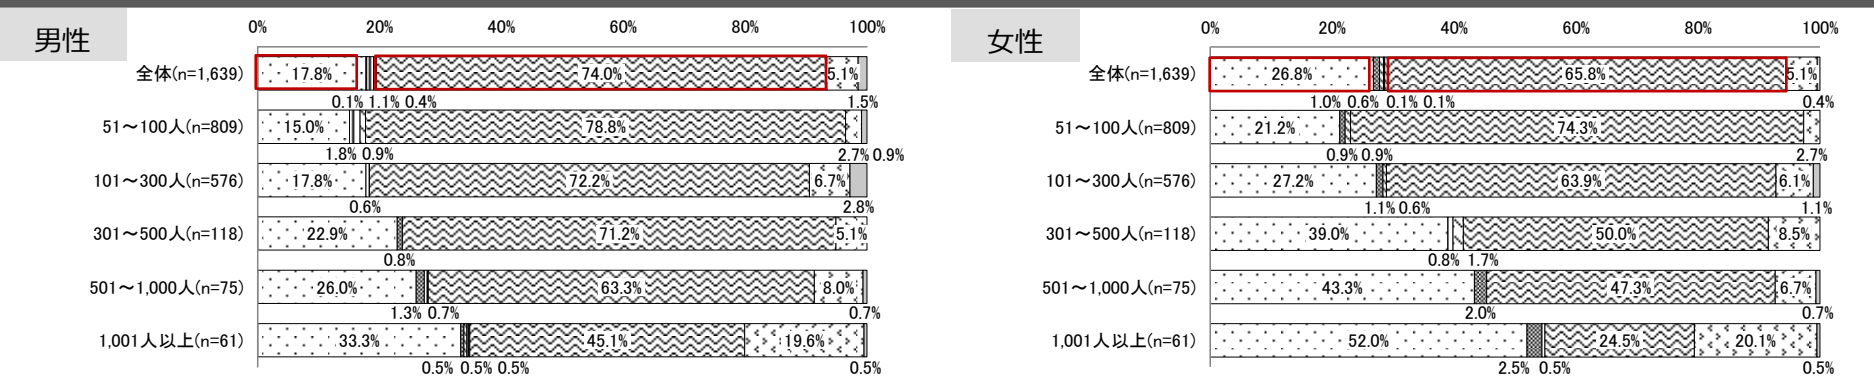 男性
0% 20% 40% 60% 80% 100%
全体(n=1,639) 17.8% 74.0% 5.1%
0.1% 1.1% 0.4% 1.5%
51～100人(n=809) 15.0% 78.8%
1.8% 0.9% 2.7% 0.9%
101～300人(n=576) 17.8% 72.2% 6.7%
0.6% 2.8%
301～500人(n=118) 22.9% 71.2% 5.1%
0.8%
501～1,000人(n=75) 26.0% 63.3% 8.0%
1.3% 0.7% 0.7%
1,001人以上(n=61) 33.3% 45.1% 19.6%
0.5% 0.5% 0.5% 0.5%
女性
0% 20% 40% 60% 80% 100%
全体(n=1,639) 26.8% 65.8% 5.1%
1.0% 0.6% 0.1% 0.1% 0.4%
51～100人(n=809) 21.2% 74.3%
0.9% 0.9% 2.7%
101～300人(n=576) 27.2% 63.9% 6.1%
1.1% 0.6% 1.1%
301～500人(n=118) 39.0% 50.0% 8.5%
0.8% 1.7%
501～1,000人(n=75) 43.3% 47.3% 6.7%
2.0% 0.7%
1,001人以上(n=61) 52.0% 24.5% 20.1%
2.5% 0.5% 0.5%